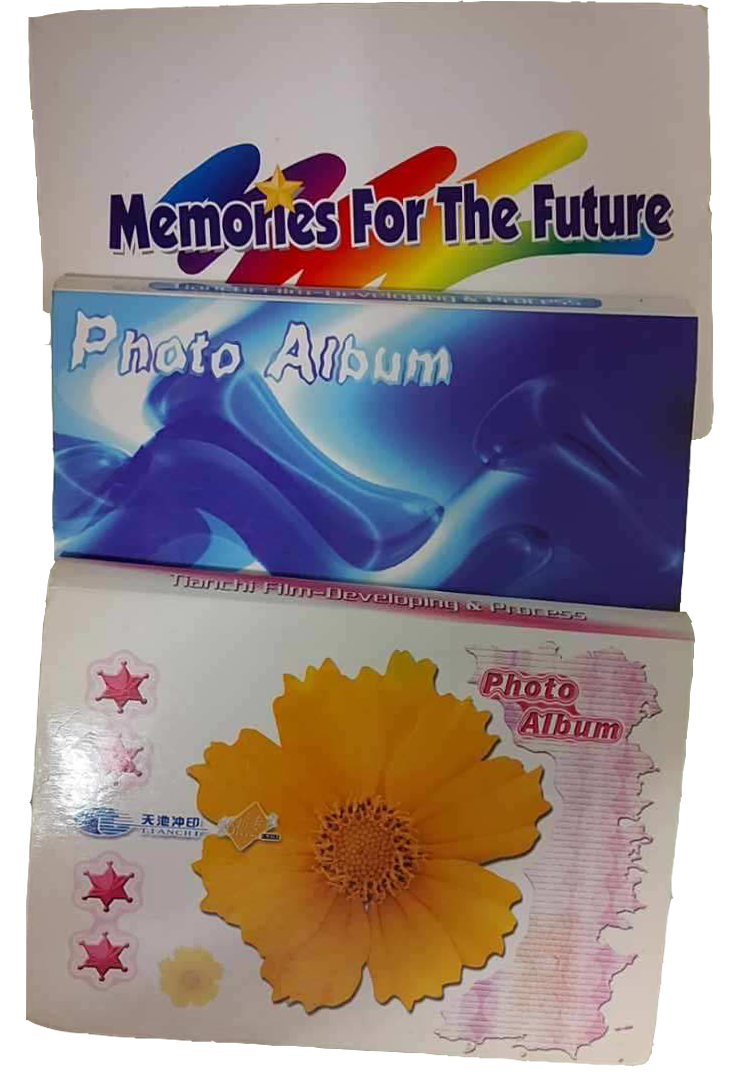 Memories For The Future
Tianchi Film-Developing & Process
Photo Album
Tianchi Film-Developing & Process
Photo
Album
天池冲印
TIANCHI